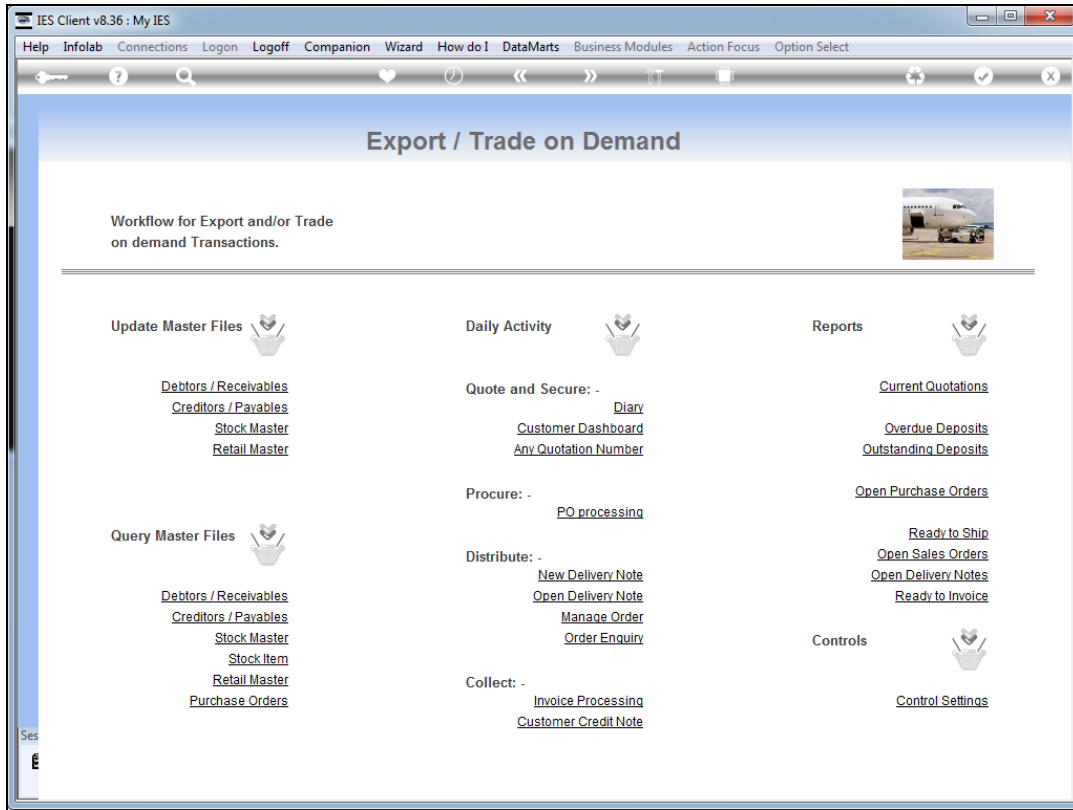 IES Client v8.36 : My IES
Help Infolab Connections Logon Logoff Companion Wizard How do I DataMarts Business Modules Action Focus Option Select
Export / Trade on Demand
Workflow for Export and/or Trade
on demand Transactions.
Update Master Files
Debtors / Receivables
Creditors / Payables
Stock Master
Retail Master
Query Master Files
Debtors / Receivables
Creditors / Payables
Stock Master
Stock Item
Retail Master
Purchase Orders
Daily Activity
Quote and Secure: -
Diary
Customer Dashboard
Any Quotation Number
Procure: -
PO processing
Distribute: -
New Delivery Note
Open Delivery Note
Manage Order
Order Enquiry
Collect: -
Invoice Processing
Customer Credit Note
Reports
Current Quotations
Overdue Deposits
Outstanding Deposits
Open Purchase Orders
Ready to Ship
Open Sales Orders
Open Delivery Notes
Ready to Invoice
Controls
Control Settings
Ses